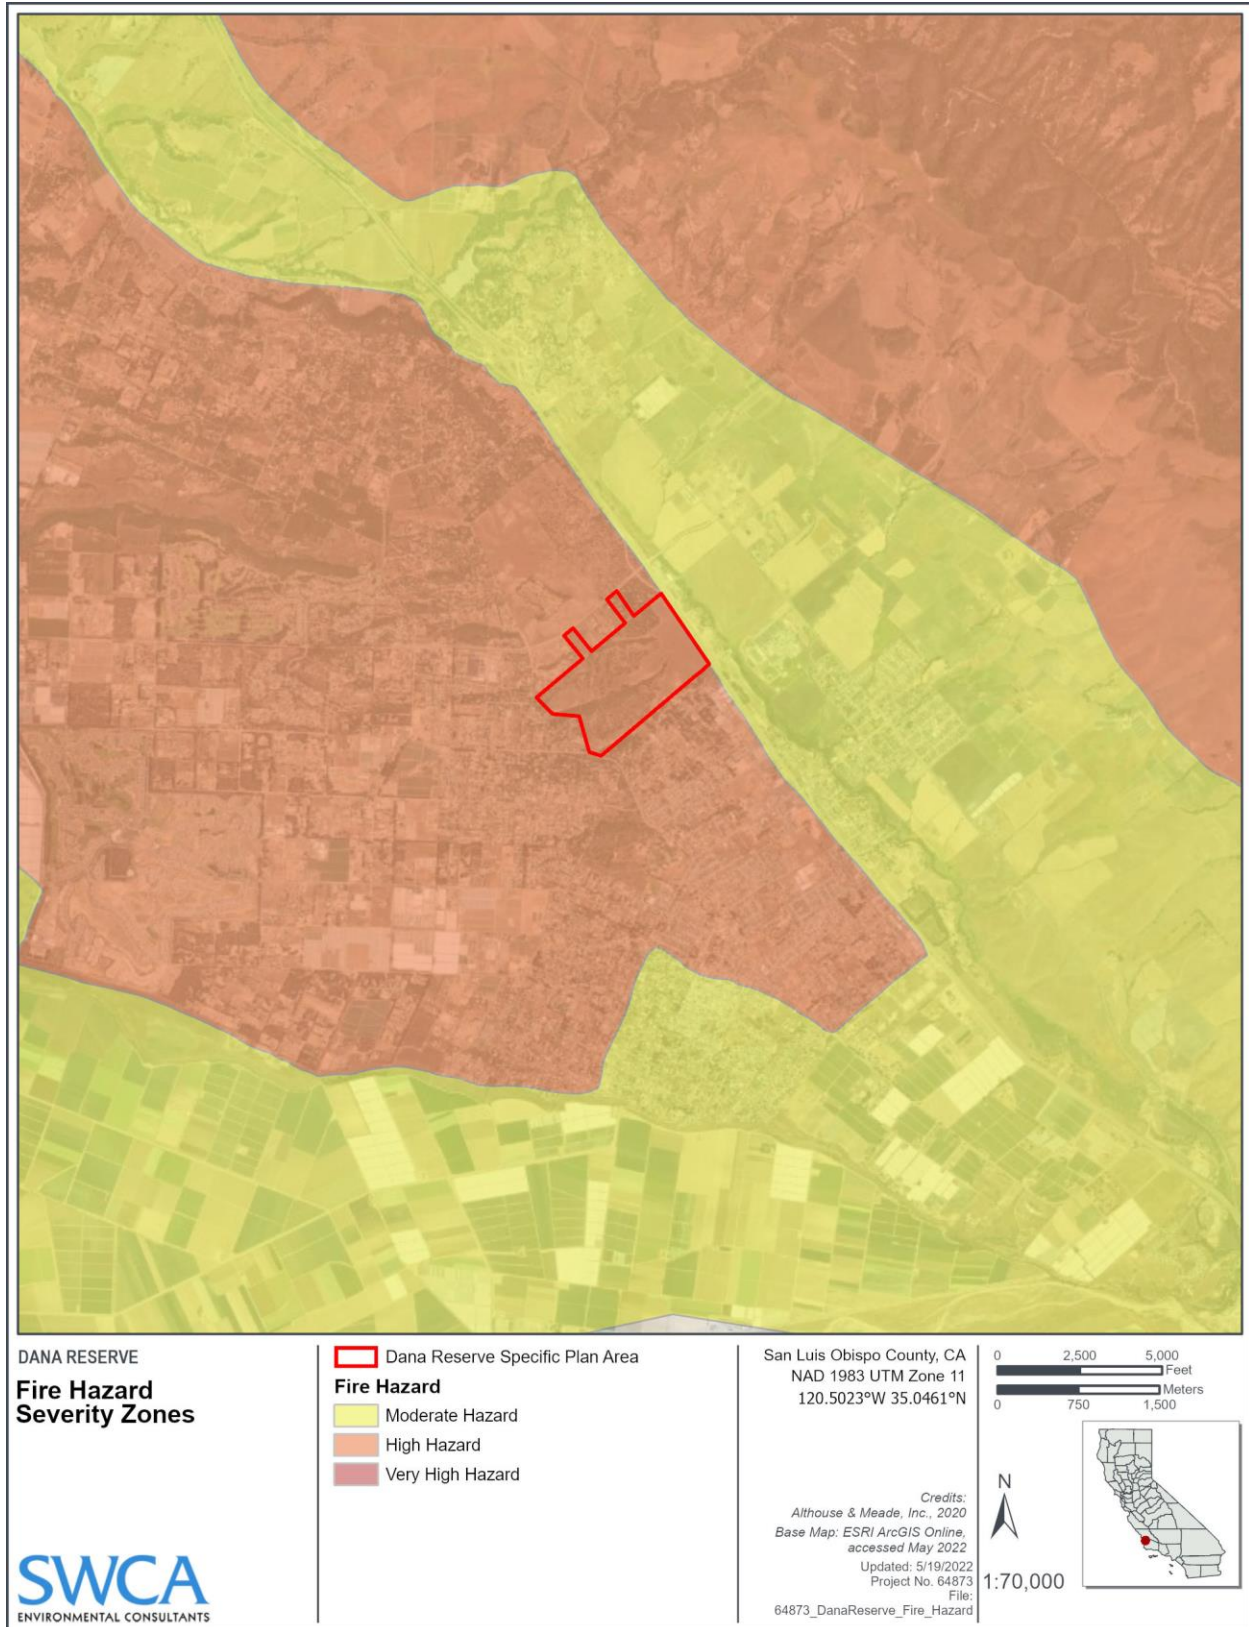 DANA RESERVE
Fire Hazard
Severity Zones
SWCA
ENVIRONMENTAL CONSULTANTS
Dana Reserve Specific Plan Area
Fire Hazard
Moderate Hazard
High Hazard
Very High Hazard
San Luis Obispo County, CA
NAD 1983 UTM Zone 11
120.5023°W 35.0461°N
Credits:
Althouse & Meade, Inc., 2020
Base Map: ESRI ArcGIS Online,
accessed May 2022
Updated: 5/19/2022
Project No. 64873
File:
64873_DanaReserve_Fire_Hazard
0 2,500 5,000
Feet
Meters
0 750 1,500
N
1:70,000